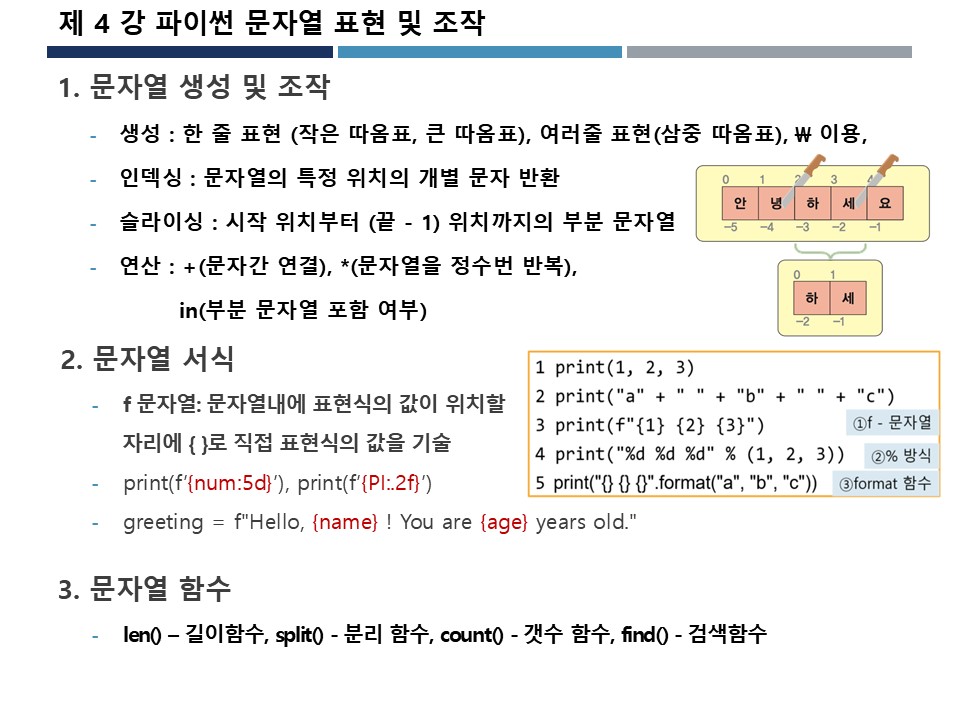 제 4 강 파이썬 문자열 표현 및 조작
1. 문자열 생성 및 조작
- 생성 : 한 줄 표현 (작은 따옴표, 큰 따옴표), 여러줄 표현(삼중 따옴표), ₩ 이용,
- 인덱싱 : 문자열의 특정 위치의 개별 문자 반환
- 슬라이싱 : 시작 위치부터 (끝 - 1) 위치까지의 부분 문자열
- 연산 : +(문자간 연결), *(문자열을 정수번 반복),
in(부분 문자열 포함 여부)
0 1 2 3 4
안 녕 하 세 요
-5 -4 -3 -2 -1
0 1
하 세
-2 -1
2. 문자열 서식
- f 문자열: 문자열내에 표현식의 값이 위치할
자리에 { }로 직접 표현식의 값을 기술
- print(f'{num:5d}'), print(f'{PI:.2f}')
- greeting = f"Hello, {name} ! You are {age} years old."
1 print(1, 2, 3)
2 print("a" + " " + "b" + " " + "c")
3 print(f"{1} {2} {3}") ①f - 문자열
4 print("%d %d %d" % (1, 2, 3)) ②% 방식
5 print("{} {} {}".format("a", "b", "c")) ③format 함수
3. 문자열 함수
- len() – 길이함수, split() - 분리 함수, count() - 갯수 함수, find() - 검색함수